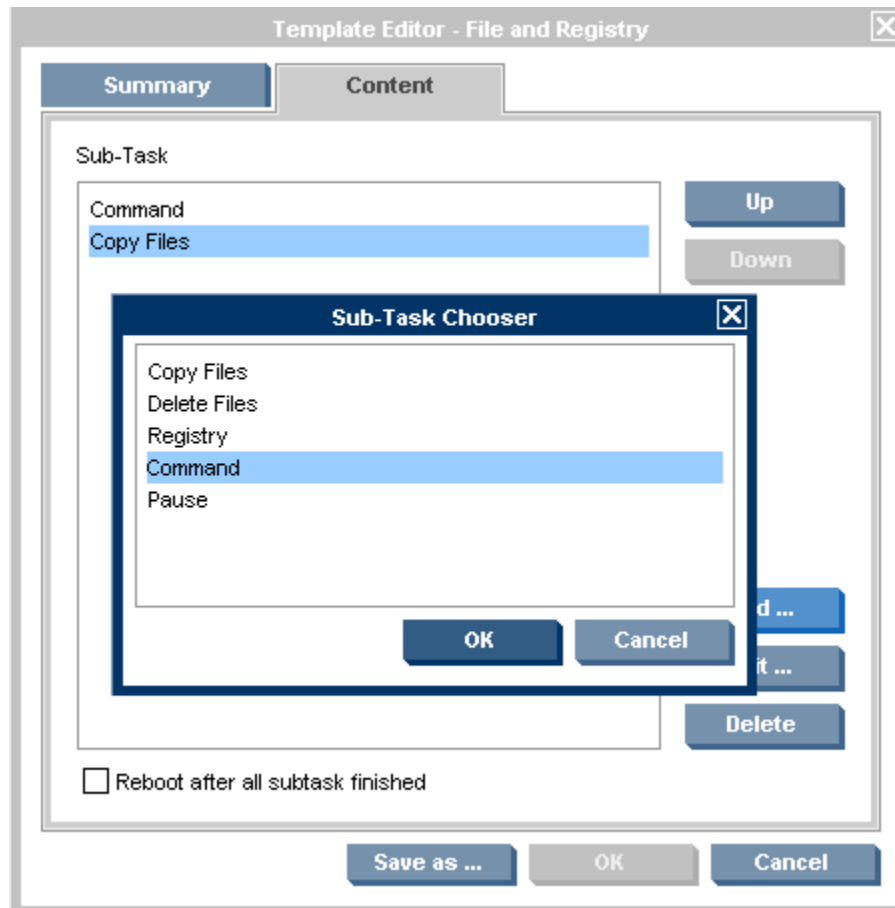 Template Editor - File and Registry
Summary
Content
Sub-Task
Command
Copy Files
Up
Down
Sub-Task Chooser
Copy Files
Delete Files
Registry
Command
Pause
OK
Cancel
d ...
it ...
Delete
Reboot after all subtask finished
Save as ...
OK
Cancel